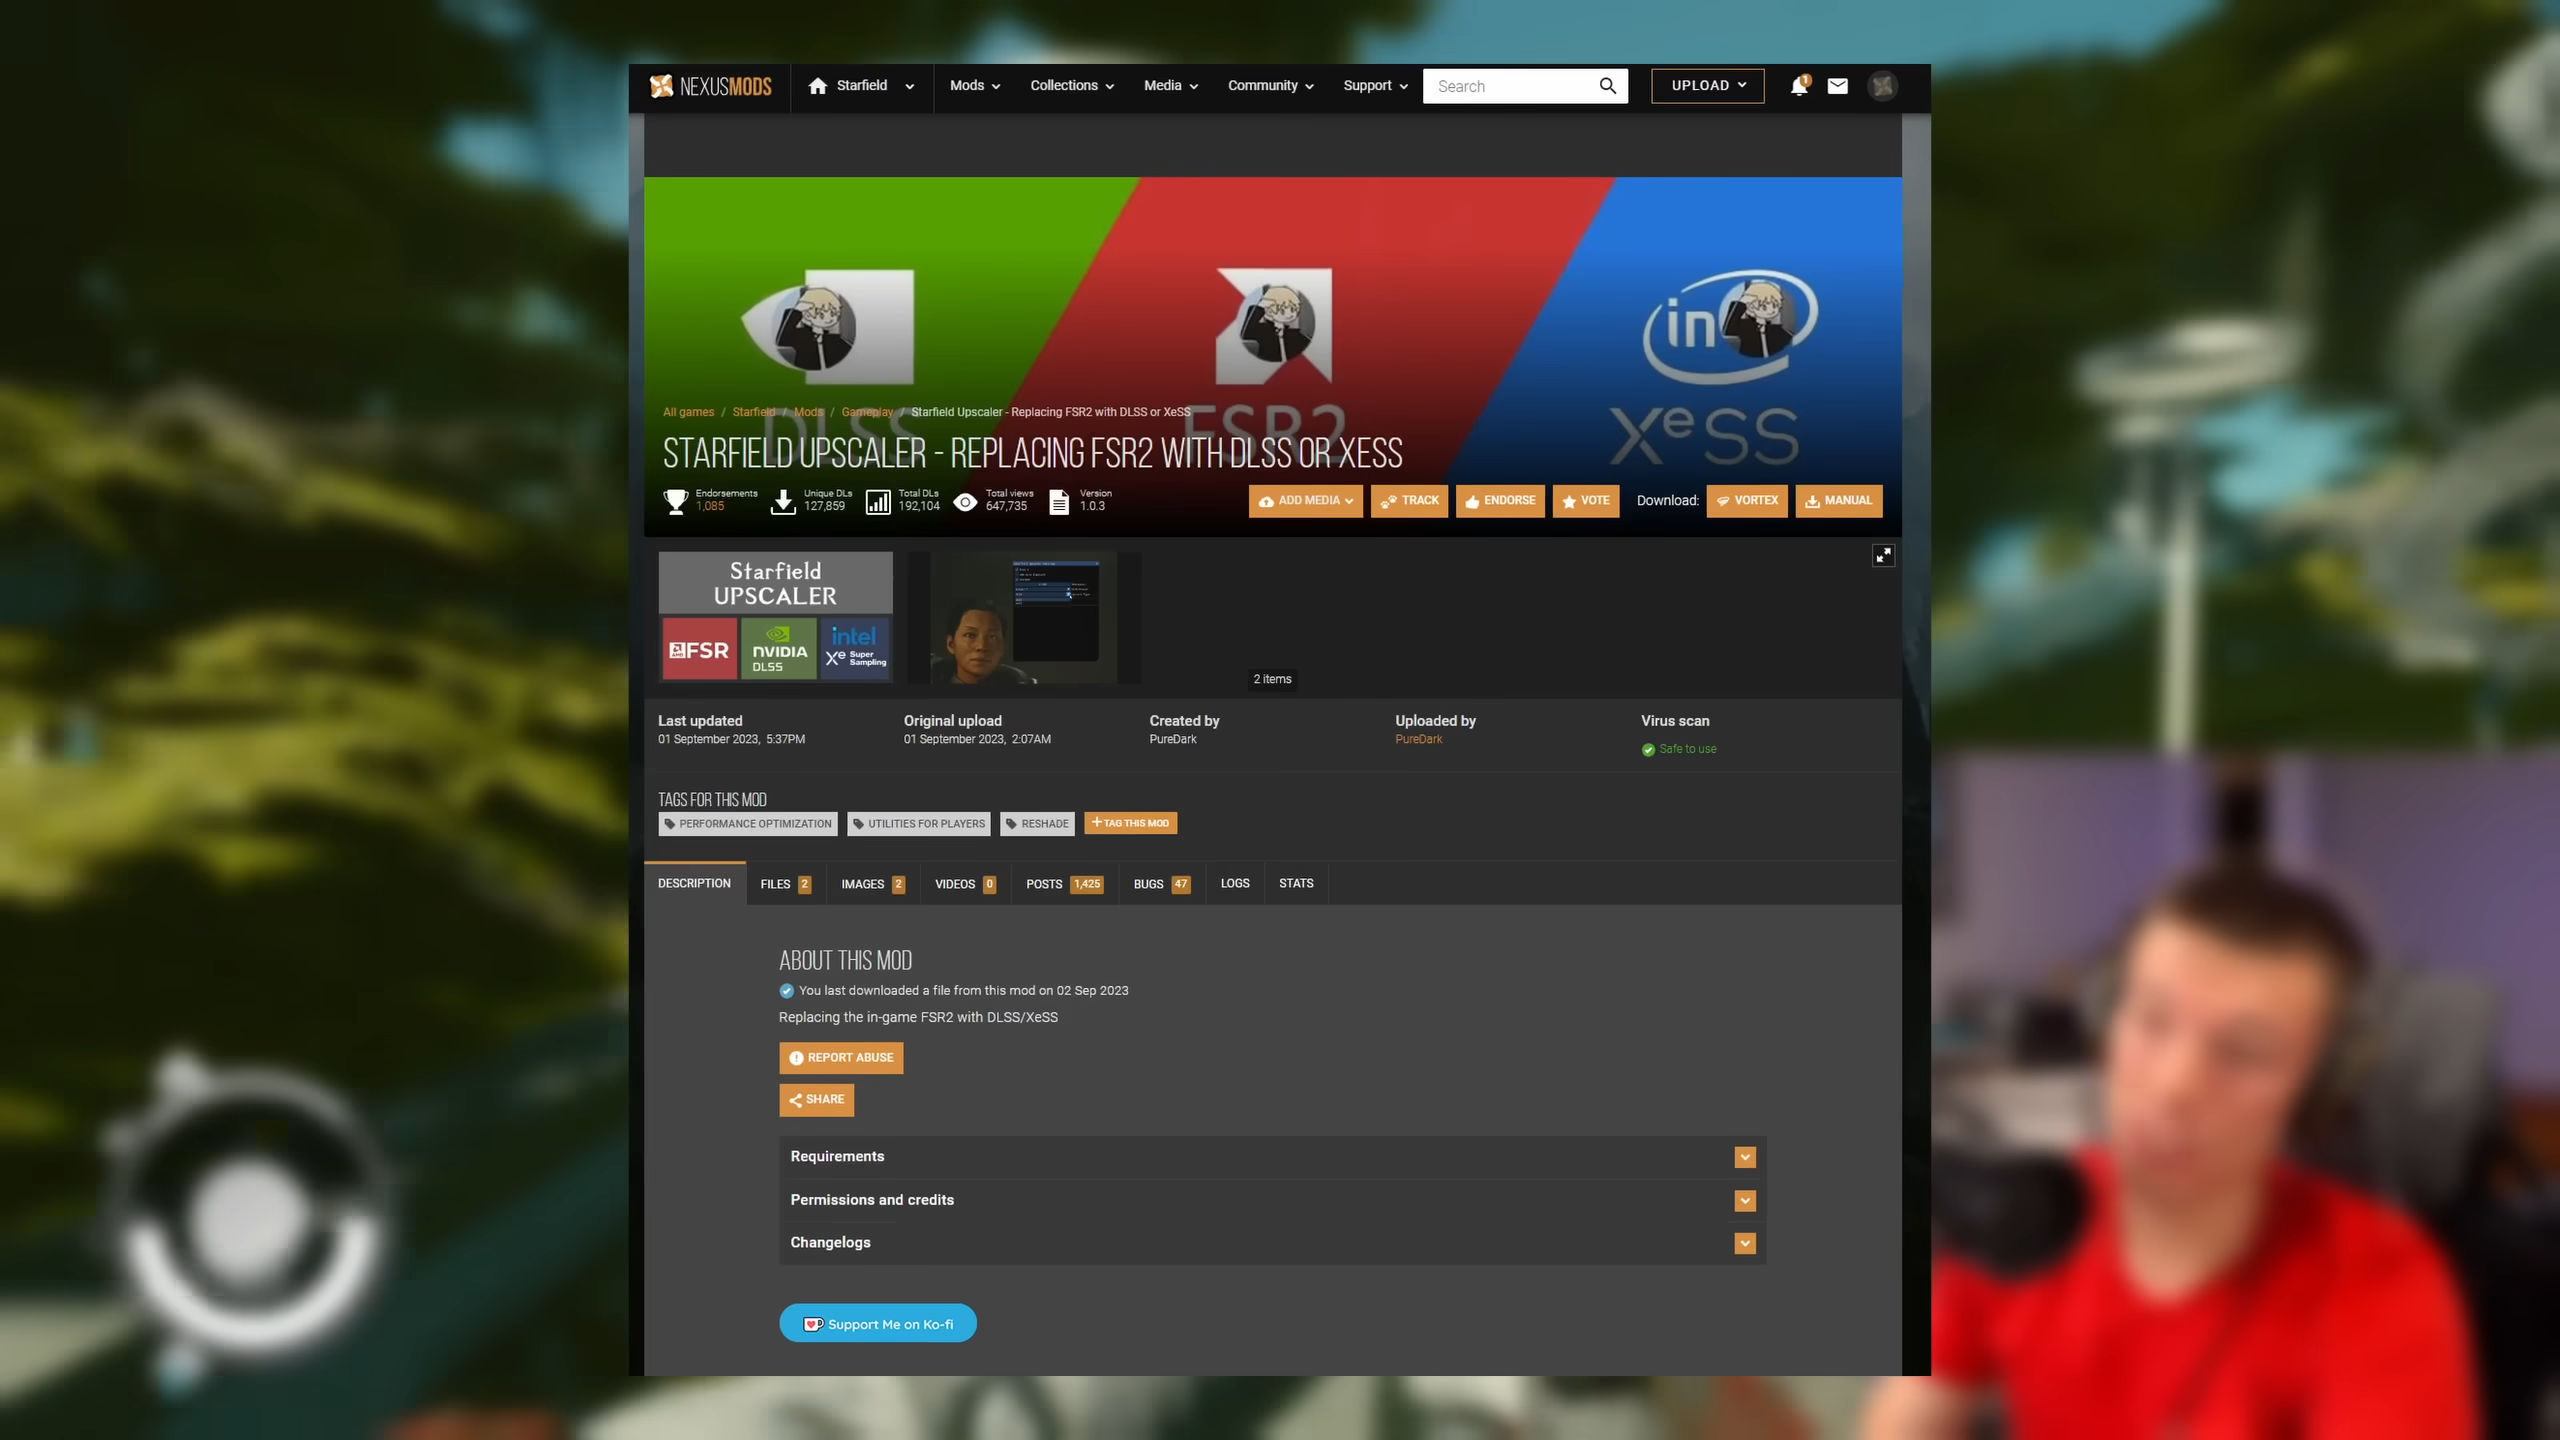 NEXUSMODS
Starfield
Mods
Collections
Media
Community
Support
Search
UPLOAD
1
DLSS
FSR2
in
XeSS
All games / Starfield / Mods / Gameplay / Starfield Upscaler - Replacing FSR2 with DLSS or XeSS
STARFIELD UPSCALER - REPLACING FSR2 WITH DLSS OR XESS
Endorsements
1,085
Unique DLs
127,859
Total DLs
192,104
Total views
647,735
Version
1.0.3
ADD MEDIA
TRACK
ENDORSE
VOTE
Download:
VORTEX
MANUAL
Starfield
UPSCALER
AMD FSR
NVIDIA
DLSS
intel
Xe Super
Sampling
2 items
Last updated
01 September 2023, 5:37PM
Original upload
01 September 2023, 2:07AM
Created by
PureDark
Uploaded by
PureDark
Virus scan
Safe to use
TAGS FOR THIS MOD
PERFORMANCE OPTIMIZATION
UTILITIES FOR PLAYERS
RESHADE
+ TAG THIS MOD
DESCRIPTION
FILES 2
IMAGES 2
VIDEOS 0
POSTS 1,425
BUGS 47
LOGS
STATS
ABOUT THIS MOD
You last downloaded a file from this mod on 02 Sep 2023
Replacing the in-game FSR2 with DLSS/XeSS
REPORT ABUSE
SHARE
Requirements
Permissions and credits
Changelogs
Support Me on Ko-fi